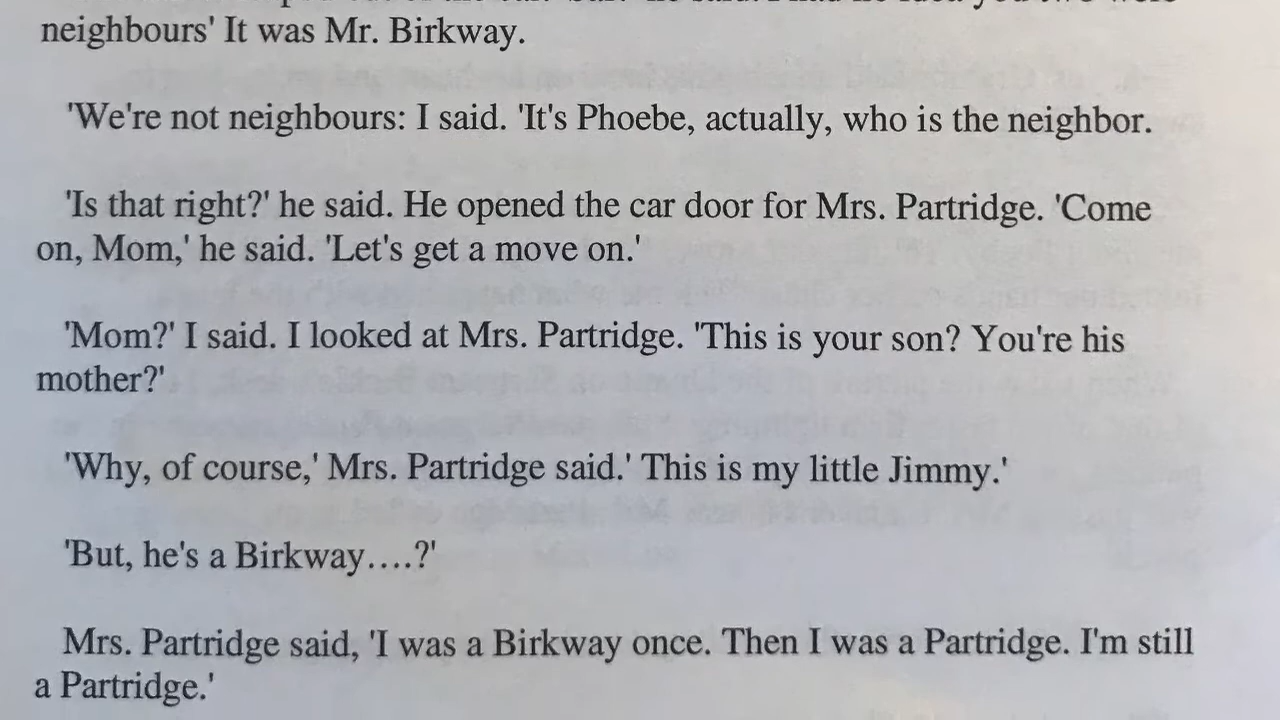 neighbours' It was Mr. Birkway.
'We're not neighbours: I said. 'It's Phoebe, actually, who is the neighbor.
'Is that right?' he said. He opened the car door for Mrs. Partridge. 'Come
on, Mom,' he said. 'Let's get a move on.'
'Mom?' I said. I looked at Mrs. Partridge. 'This is your son? You're his
mother?'
'Why, of course,' Mrs. Partridge said.' This is my little Jimmy.'
'But, he's a Birkway....?'
Mrs. Partridge said, 'I was a Birkway once. Then I was a Partridge. I'm still
a Partridge.'